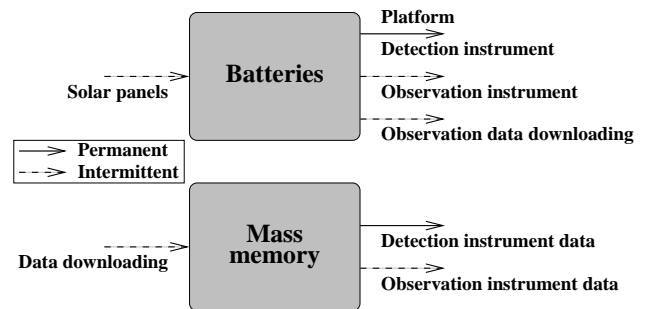 Platform
Detection instrument
Batteries
Solar panels
Observation instrument
Observation data downloading
Permanent
Intermittent
Mass
memory
Data downloading
Detection instrument data
Observation instrument data